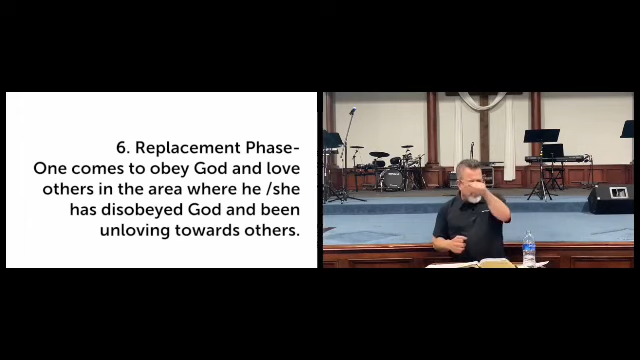 6. Replacement Phase-
One comes to obey God and love
others in the area where he /she
has disobeyed God and been
unloving towards others.